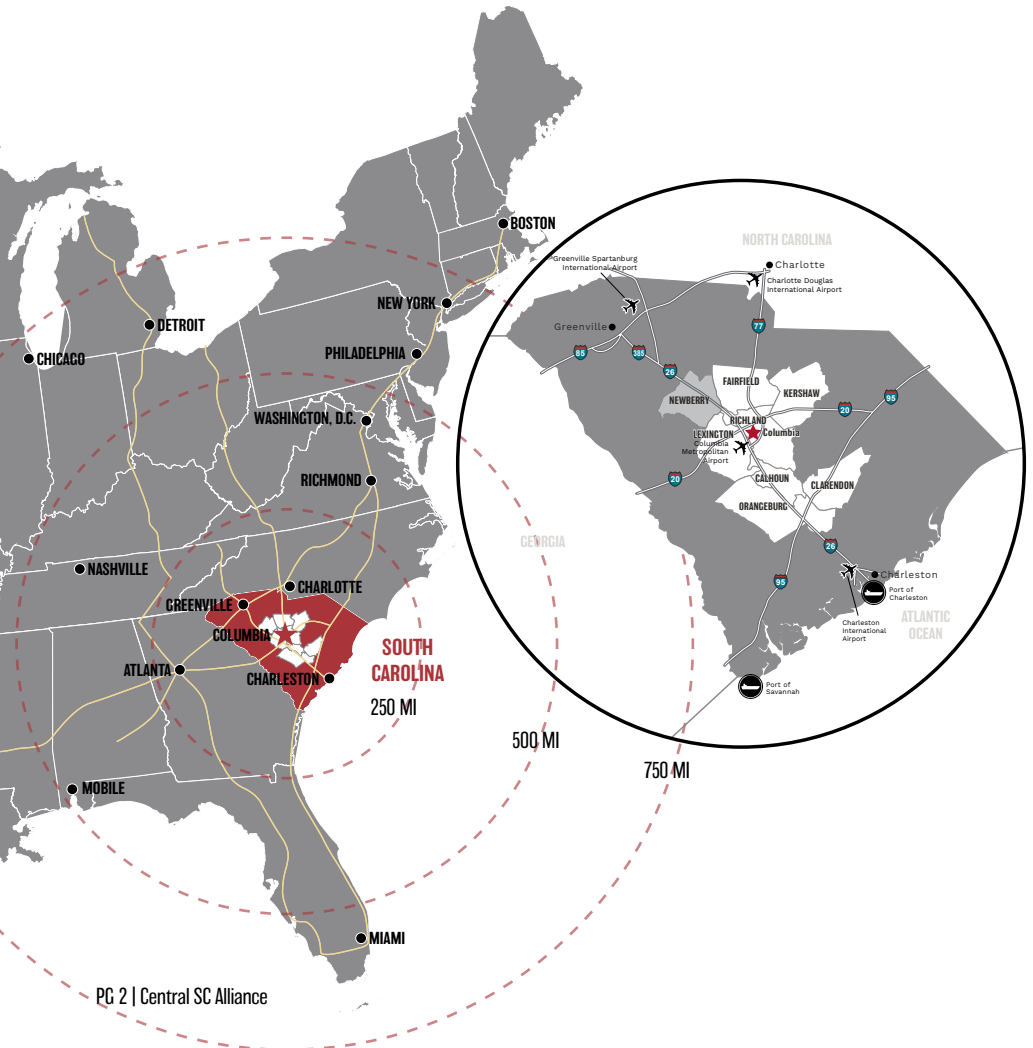 BOSTON
NEW YORK
DETROIT
PHILADELPHIA
CHICAGO
WASHINGTON, D.C.
RICHMOND
NASHVILLE
CHARLOTTE
GREENVILLE
COLUMBIA
SOUTH
CAROLINA
ATLANTA
CHARLESTON
250 MI
500 MI
750 MI
MOBILE
MIAMI
NORTH CAROLINA
Greenville Spartanburg
International Airport
Charlotte
Charlotte Douglas
International Airport
Greenville
77
85
385
26
FAIRFIELD
KERSHAW
NEWBERRY
95
20
RICHLAND
LEXINGTON
Columbia
Columbia
Metropolitan
Airport
20
CALHOUN
CLARENDON
ORANGEBURG
GEORGIA
26
95
Charleston
Port of
Charleston
ATLANTIC
OCEAN
Charleston
International
Airport
Port of
Savannah
PG 2 | Central SC Alliance